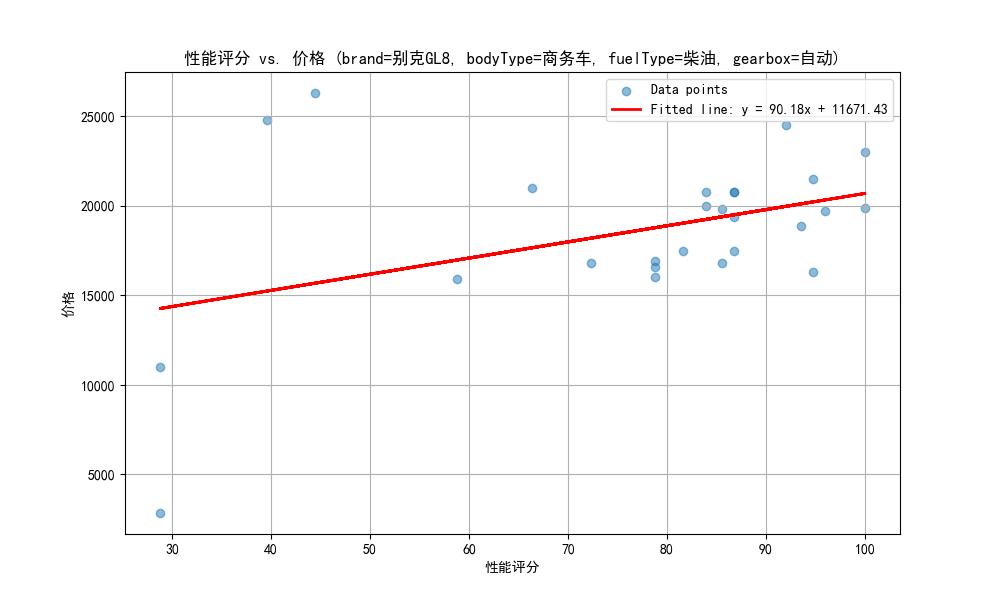 性能评分 vs. 价格 (brand=别克GL8, bodyType=商务车, fuelType=柴油, gearbox=自动)
Data points
Fitted line: y = 90.18x + 11671.43
25000
20000
15000
10000
5000
价格
30 40 50 60 70 80 90 100
性能评分